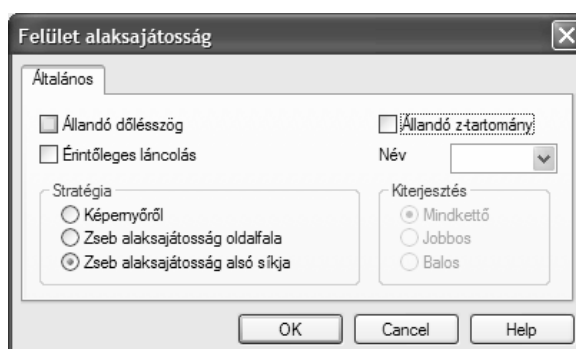 Felület alaksajátosság
Általános
Állandó dőlésszög
Állandó z-tartomány
Érintőleges láncolás
Név
Stratégia
Képernyőről
Zseb alaksajátosság oldalfala
Zseb alaksajátosság alsó síkja
Kiterjesztés
Mindkettő
Jobbos
Balos
OK
Cancel
Help